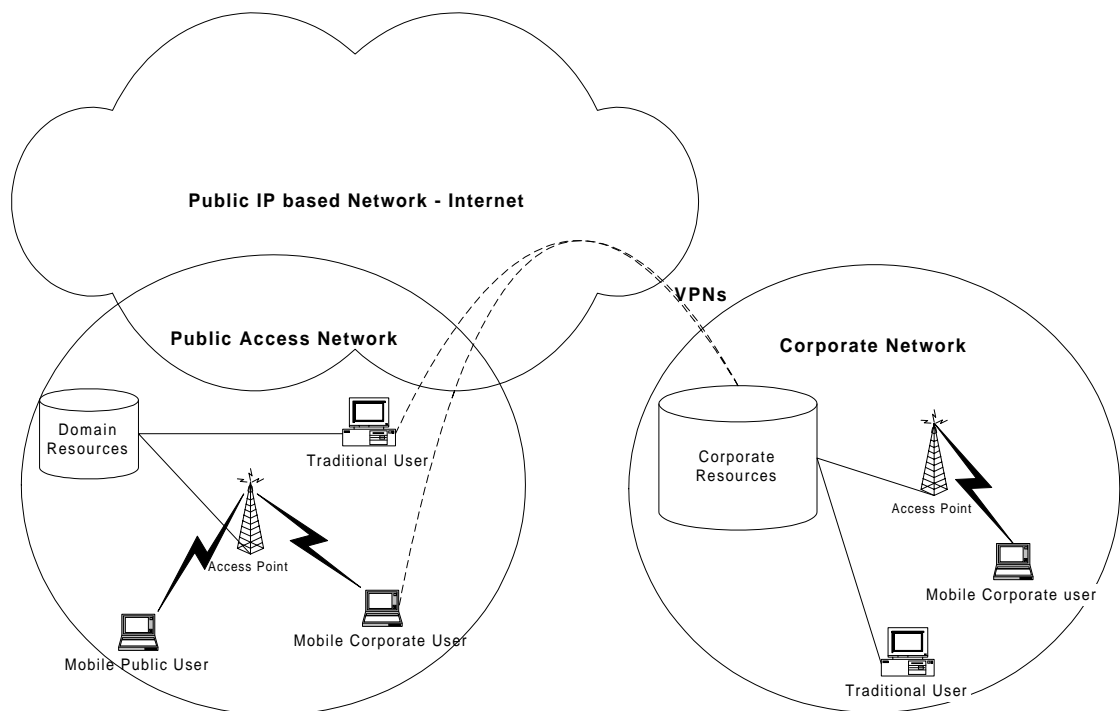 Public IP based Network - Internet
VPNs
Public Access Network
Corporate Network
Domain
Resources
Traditional User
Access Point
Mobile Corporate User
Mobile Public User
Corporate
Resources
Access Point
Mobile Corporate user
Traditional User